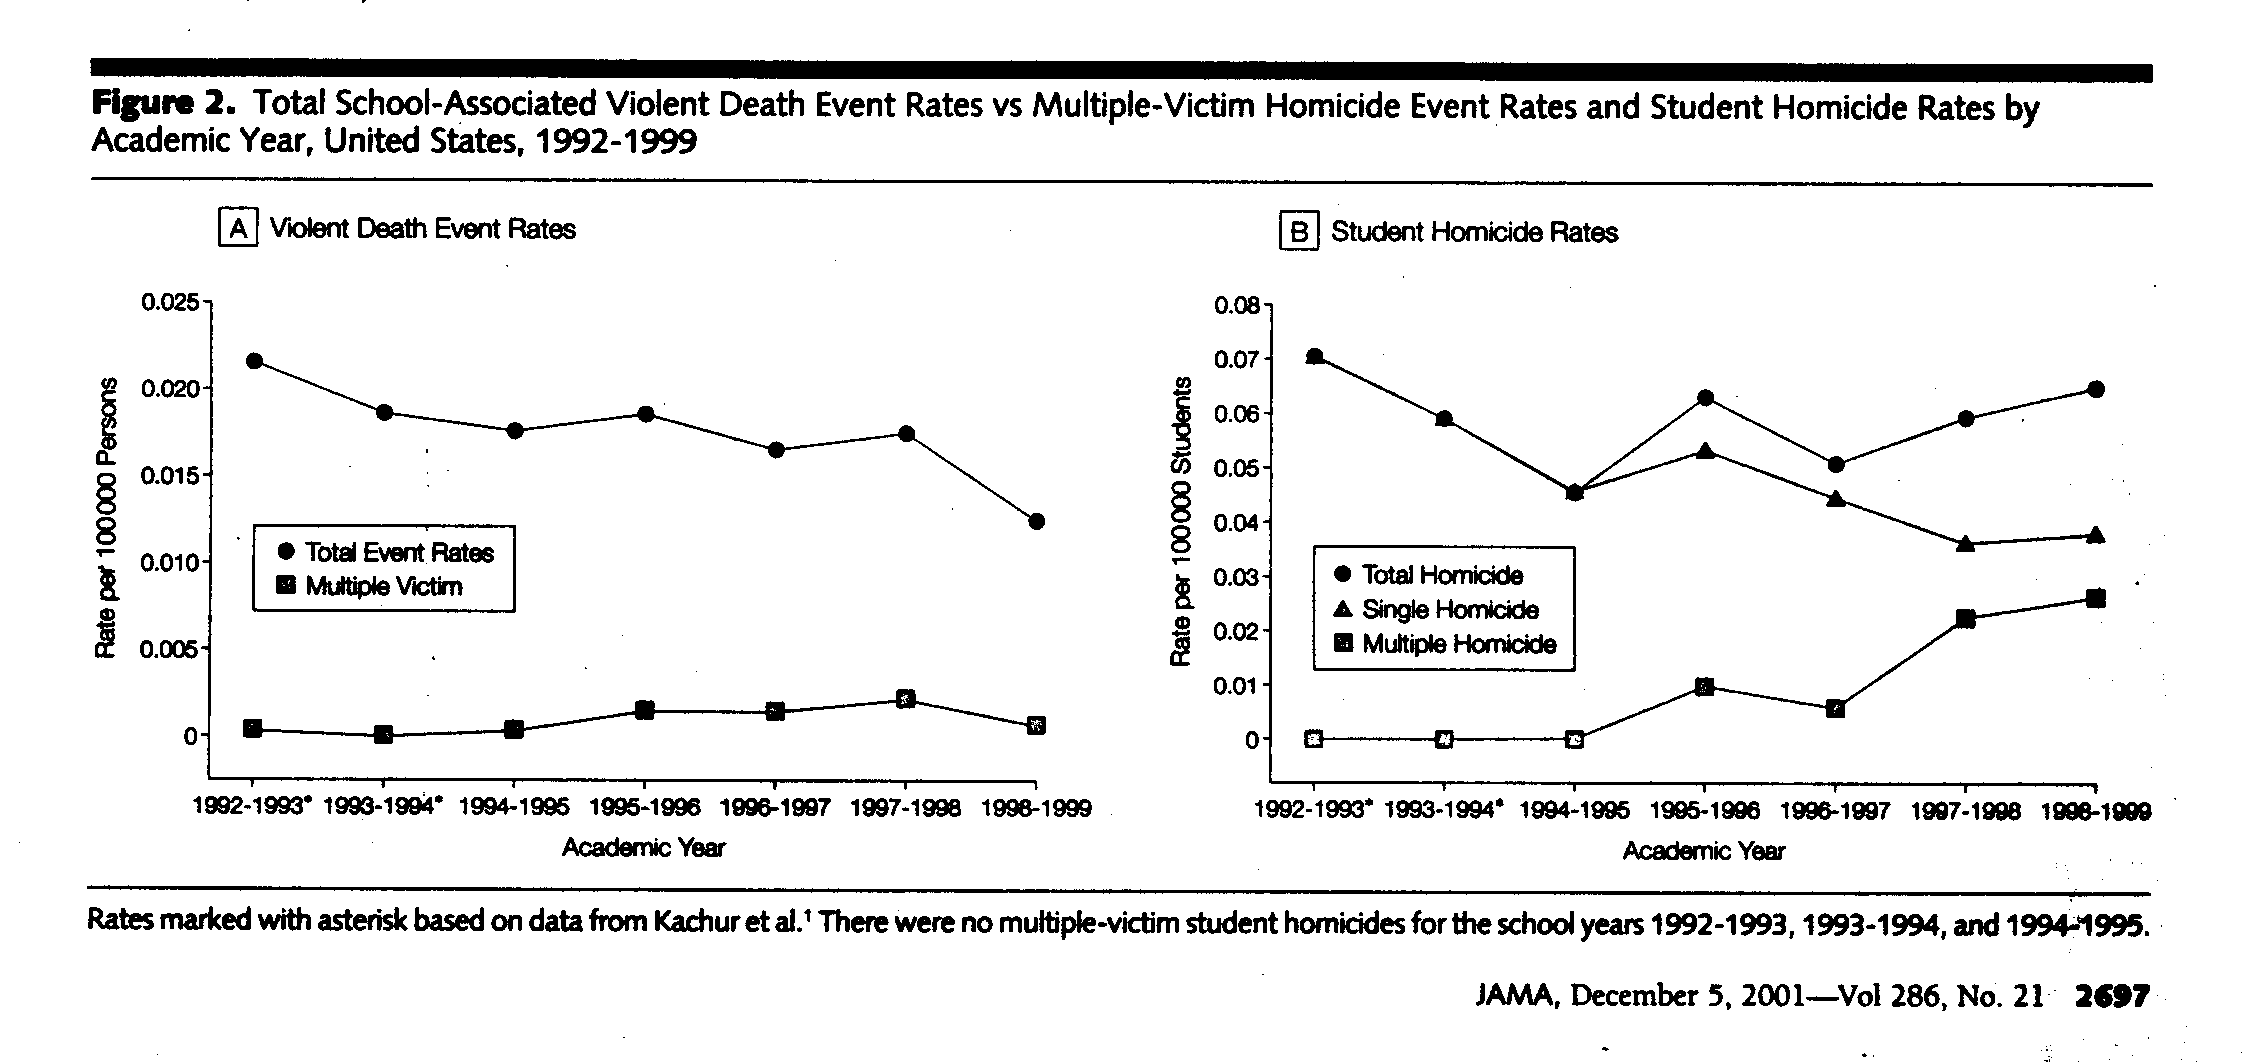 Figure 2. Total School-Associated Violent Death Event Rates vs Multiple-Victim Homicide Event Rates and Student Homicide Rates by
Academic Year, United States, 1992-1999
A Violent Death Event Rates
0.025
0.020
0.015
0.010
0.005
0
Rate per 100000 Persons
Total Event Rates
Multiple Victim
1992-1993* 1993-1994* 1994-1995 1995-1996 1996-1997 1997-1998 1998-1999
Academic Year
B Student Homicide Rates
0.08
0.07
0.06
0.05
0.04
0.03
0.02
0.01
0
Rate per 100000 Students
Total Homicide
Single Homicide
Multiple Homicide
1992-1993* 1993-1994* 1994-1995 1995-1996 1996-1997 1997-1998 1998-1999
Academic Year
Rates marked with asterisk based on data from Kachur et al.¹ There were no multiple-victim student homicides for the school years 1992-1993, 1993-1994, and 1994-1995.
JAMA, December 5, 2001—Vol 286, No. 21 2697